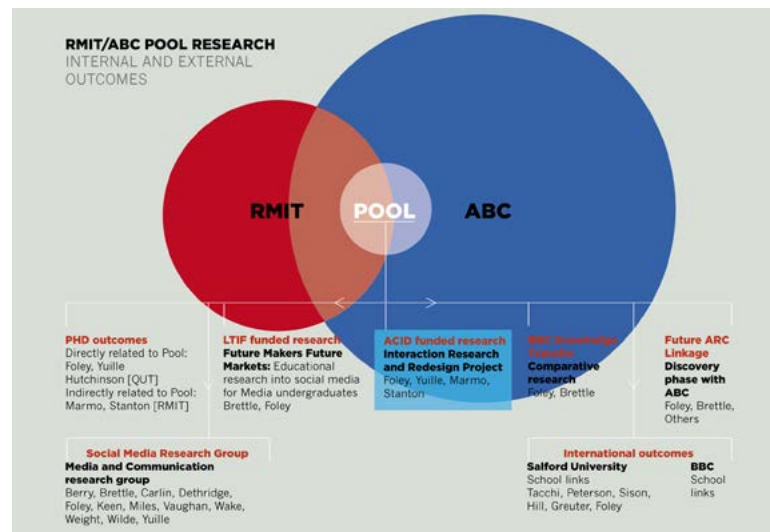 RMIT/ABC POOL RESEARCH
INTERNAL AND EXTERNAL
OUTCOMES
RMIT
POOL
ABC
PHD outcomes
Directly related to Pool:
Foley, Yuille
Hutchinson [QUT]
Indirectly related to Pool:
Marmo, Stanton [RMIT]
LTIF funded research
Future Makers Future
Markets: Educational
research into social media
for Media undergraduates
Brettle, Foley
ACID funded research
Interaction Research
and Redesign Project
Foley, Yuille, Marmo,
Stanton
BBC Knowledge
Comparative
research
Foley, Brettle
Future ARC
Linkage
Discovery
phase with
ABC
Foley, Brettle,
Others
Social Media Research Group
Media and Communication
research group
Berry, Brettle, Carlin, Dethridge,
Foley, Keen, Miles, Vaughan, Wake,
Weight, Wilde, Yuille
International outcomes
Salford University
School links
Tacchi, Peterson, Sison,
Hill, Greuter, Foley
BBC
School
links